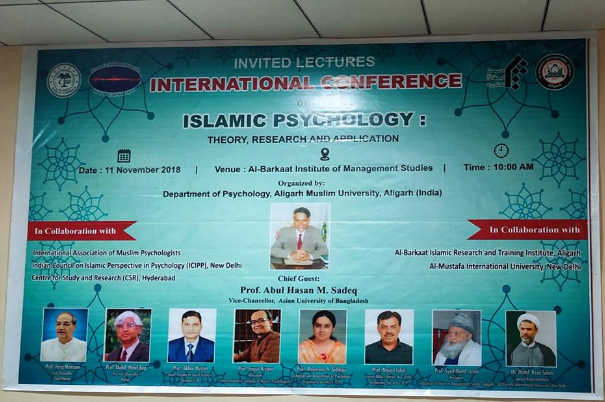 INVITED LECTURES
INTERNATIONAL CONFERENCE
ISLAMIC PSYCHOLOGY :
THEORY, RESEARCH AND APPLICATION
Date : 11 November 2018 | Venue : Al-Barkaat Institute of Management Studies | Time : 10:00 AM
Organized by:
Department of Psychology, Aligarh Muslim University, Aligarh (India)
In Collaboration with
International Association of Muslim Psychologists
Indian Council on Islamic Perspective in Psychology (ICIPP), New Delhi
Centre for Study and Research (CSR), Hyderabad
In Collaboration with
Al-Barkaat Islamic Research and Training Institute, Aligarh
Al-Mustafa International University, New Delhi
Chief Guest:
Prof. Abul Hasan M. Sadeq
Vice-Chancellor, Asian University of Bangladesh